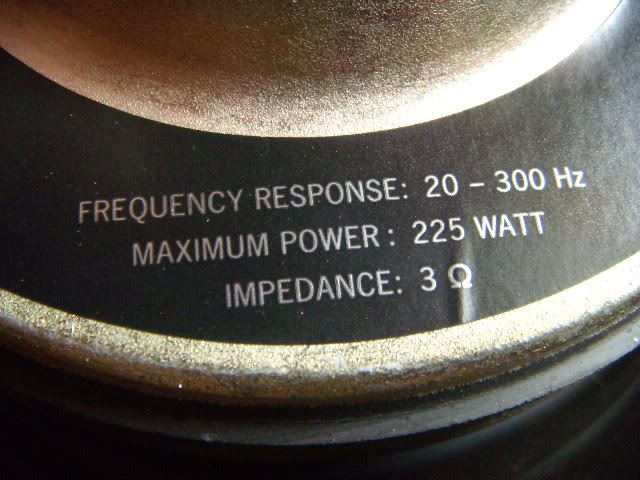 FREQUENCY RESPONSE: 20 - 300 Hz
MAXIMUM POWER: 225 WATT
IMPEDANCE: 3 Ω